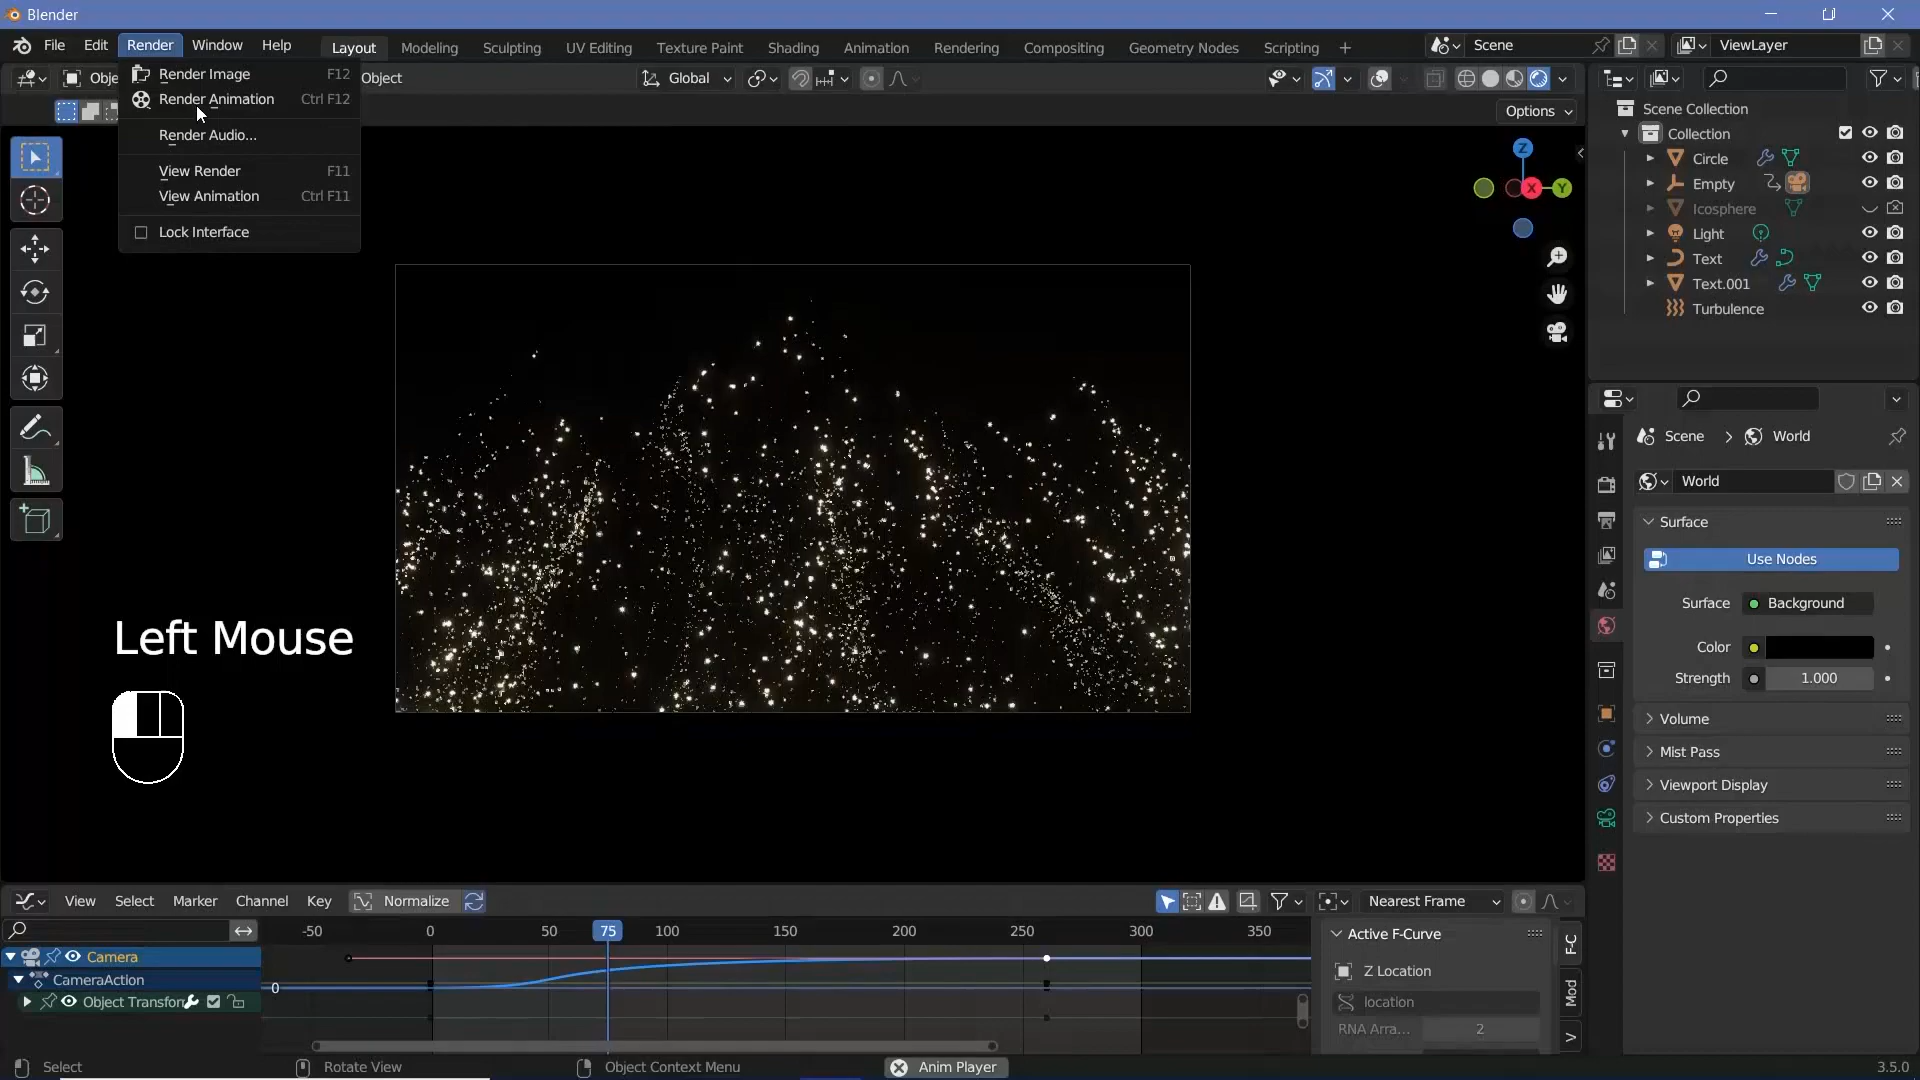 Blender
File Edit Render Window Help Layout Modeling Sculpting UV Editing Texture Paint Shading Animation Rendering Compositing Geometry Nodes Scripting + Scene ViewLayer
Obje Object Global
Render Image F12
Render Animation Ctrl F12
Render Audio...
View Render F11
View Animation Ctrl F11
Lock Interface
Options
Z
X
Y
Left Mouse
Scene Collection
Collection
Circle
Empty
Icosphere
Light
Text
Text.001
Turbulence
Scene > World
World
Surface
Use Nodes
Surface Background
Color
Strength 1.000
Volume
Mist Pass
Viewport Display
Custom Properties
View Select Marker Channel Key Normalize Nearest Frame
-50 0 50 75 100 150 200 250 300 350
Camera
CameraAction
Object Transfor
0
Active F-Curve
Z Location
location
RNA Arra... 2
F-C
Mod
V
Select Rotate View Object Context Menu Anim Player 3.5.0